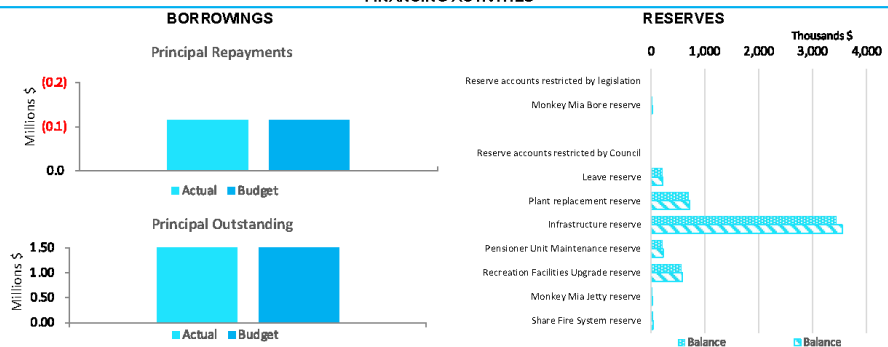 BORROWINGS
Principal Repayments
Millions $
(0.2)
(0.1)
0.0
Actual Budget
Principal Outstanding
Millions $
1.50
1.00
0.50
0.00
Actual Budget
RESERVES
Thousands $
0 1,000 2,000 3,000 4,000
Reserve accounts restricted by legislation
Monkey Mia Bore reserve
Reserve accounts restricted by Council
Leave reserve
Plant replacement reserve
Infrastructure reserve
Pensioner Unit Maintenance reserve
Recreation Facilities Upgrade reserve
Monkey Mia Jetty reserve
Share Fire System reserve
Balance Balance